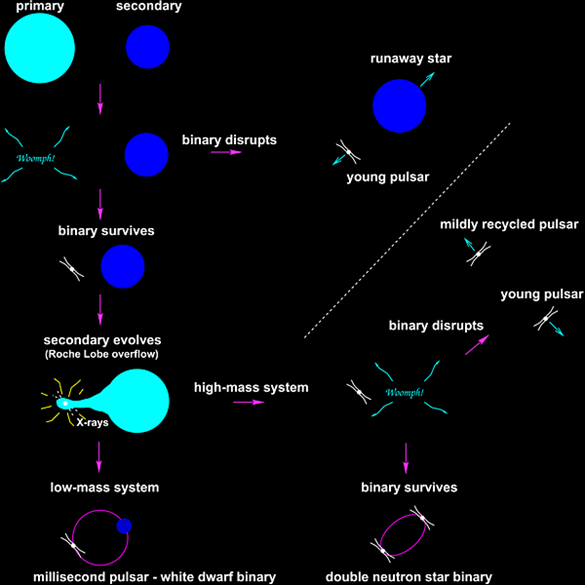 primary
secondary
runaway star
Woomph!
binary disrupts
young pulsar
binary survives
mildly recycled pulsar
young pulsar
binary disrupts
secondary evolves
(Roche Lobe overflow)
high-mass system
Woomph!
X-rays
low-mass system
binary survives
millisecond pulsar - white dwarf binary
double neutron star binary